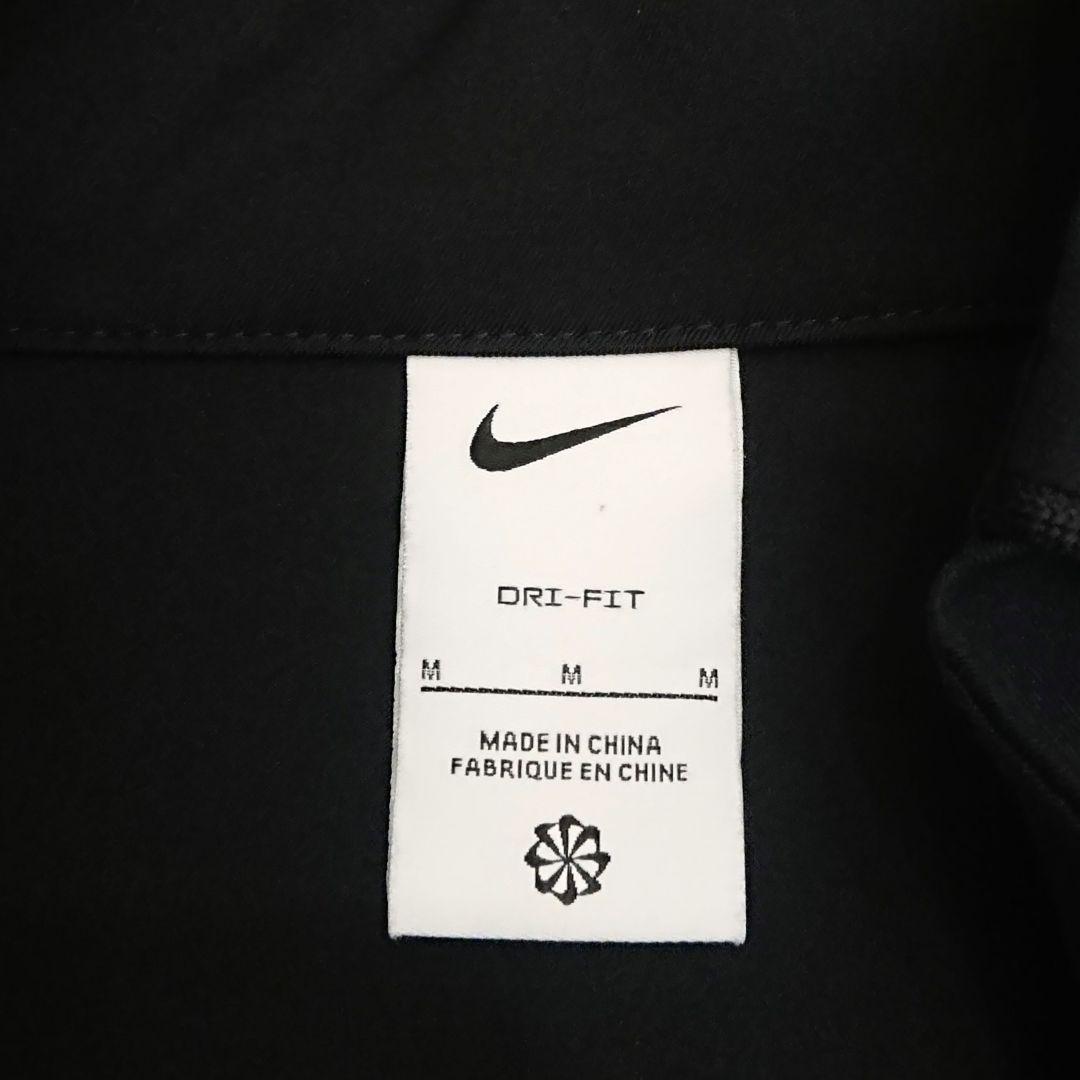 DRI-FIT
M M M
MADE IN CHINA
FABRIQUE EN CHINE